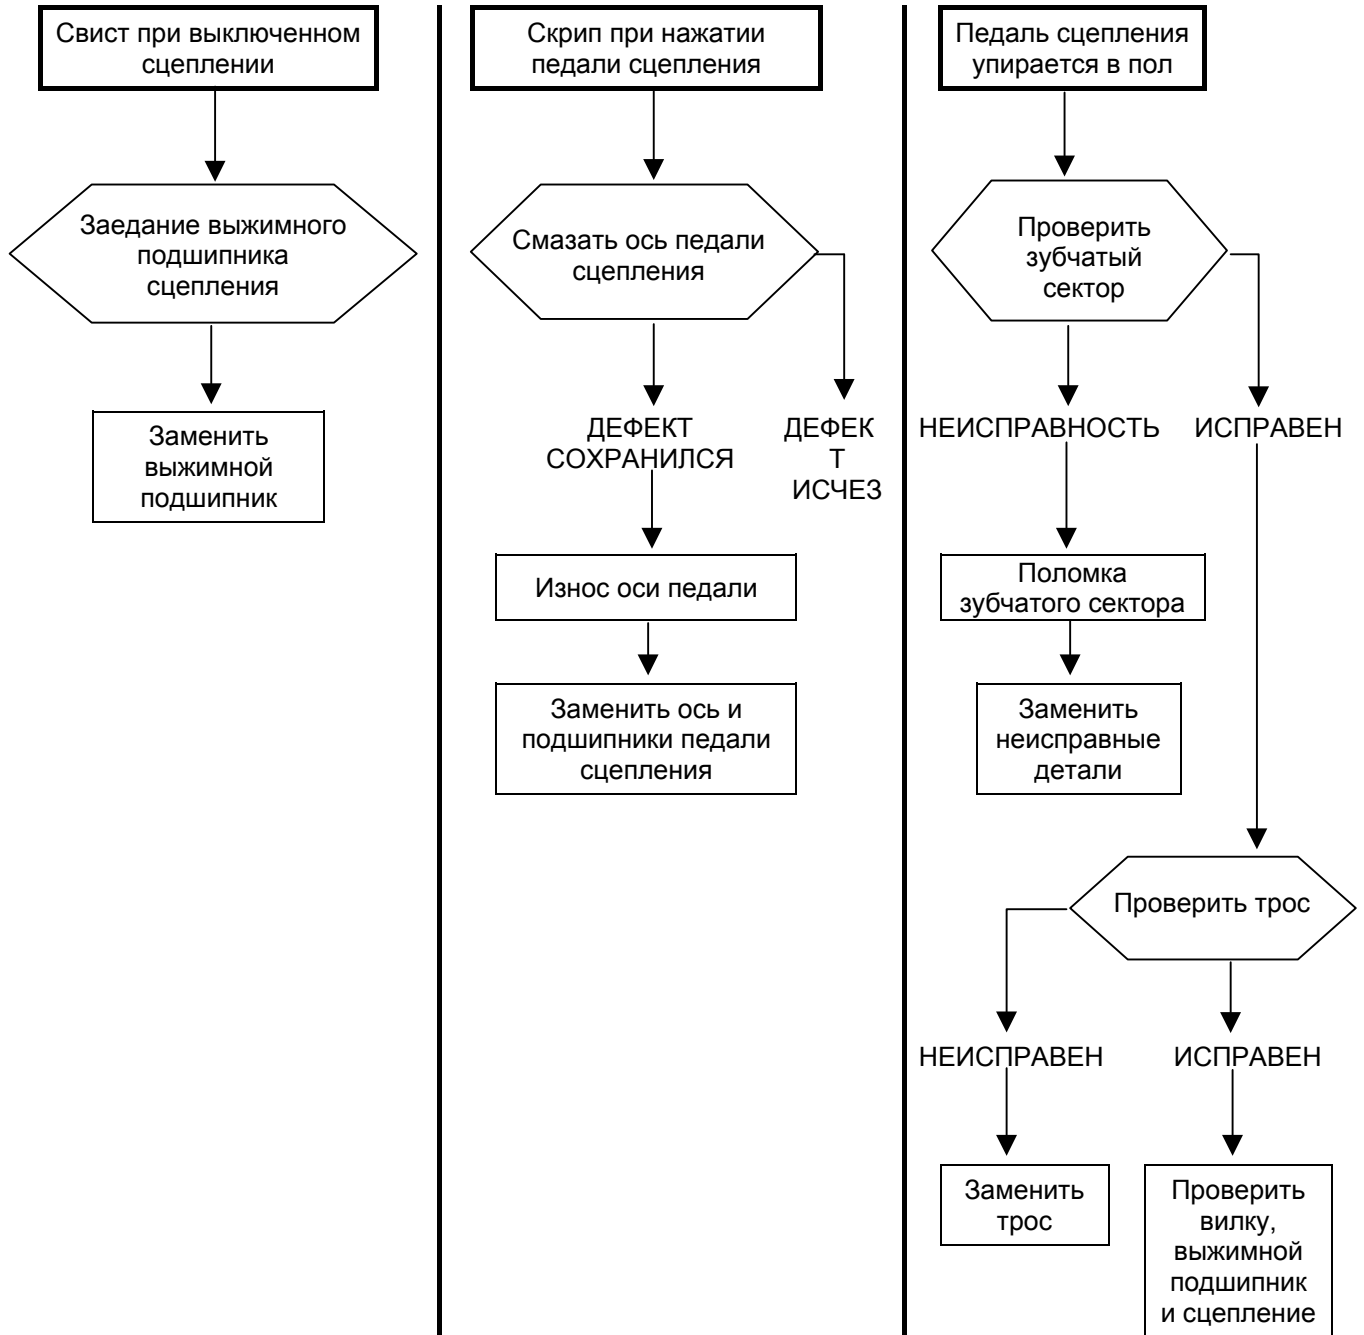 Свист при выключенном
сцеплении
Заедание выжимного
подшипника
сцепления
Заменить
выжимной
подшипник
Скрип при нажатии
педали сцепления
Смазать ось педали
сцепления
ДЕФЕКТ
СОХРАНИЛСЯ
ДЕФЕК
Т
ИСЧЕЗ
Износ оси педали
Заменить ось и
подшипники педали
сцепления
Педаль сцепления
упирается в пол
Проверить
зубчатый
сектор
НЕИСПРАВНОСТЬ
ИСПРАВЕН
Поломка
зубчатого сектора
Заменить
неисправные
детали
Проверить трос
НЕИСПРАВЕН
ИСПРАВЕН
Заменить
трос
Проверить
вилку,
выжимной
подшипник
и сцепление